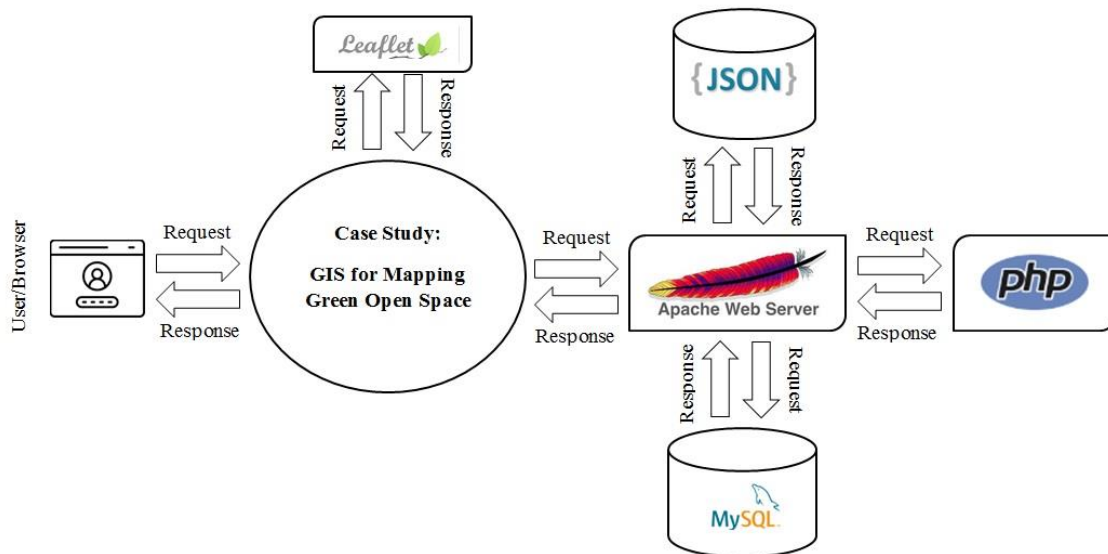 Leaflet
Request
Response
{JSON}
Request
Response
User/Browser
Request
Response
Case Study:
GIS for Mapping
Green Open Space
Request
Response
Apache Web Server
Request
Response
php
Response
Request
MySQL